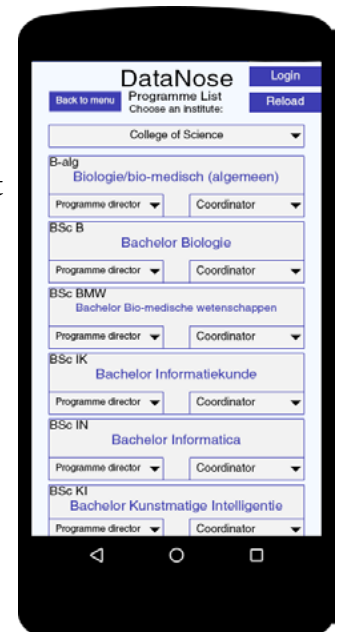 DataNose
Login
Back to menu
Programme List
Choose an institute:
Reload
College of Science
B-alg
Biologie/bio-medisch (algemeen)
Programme director Coordinator
BSc B
Bachelor Biologie
Programme director Coordinator
BSc BMW
Bachelor Bio-medische wetenschappen
Programme director Coordinator
BSc IK
Bachelor Informatiekunde
Programme director Coordinator
BSc IN
Bachelor Informatica
Programme director Coordinator
BSc KI
Bachelor Kunstmatige Intelligentie
Programme director Coordinator